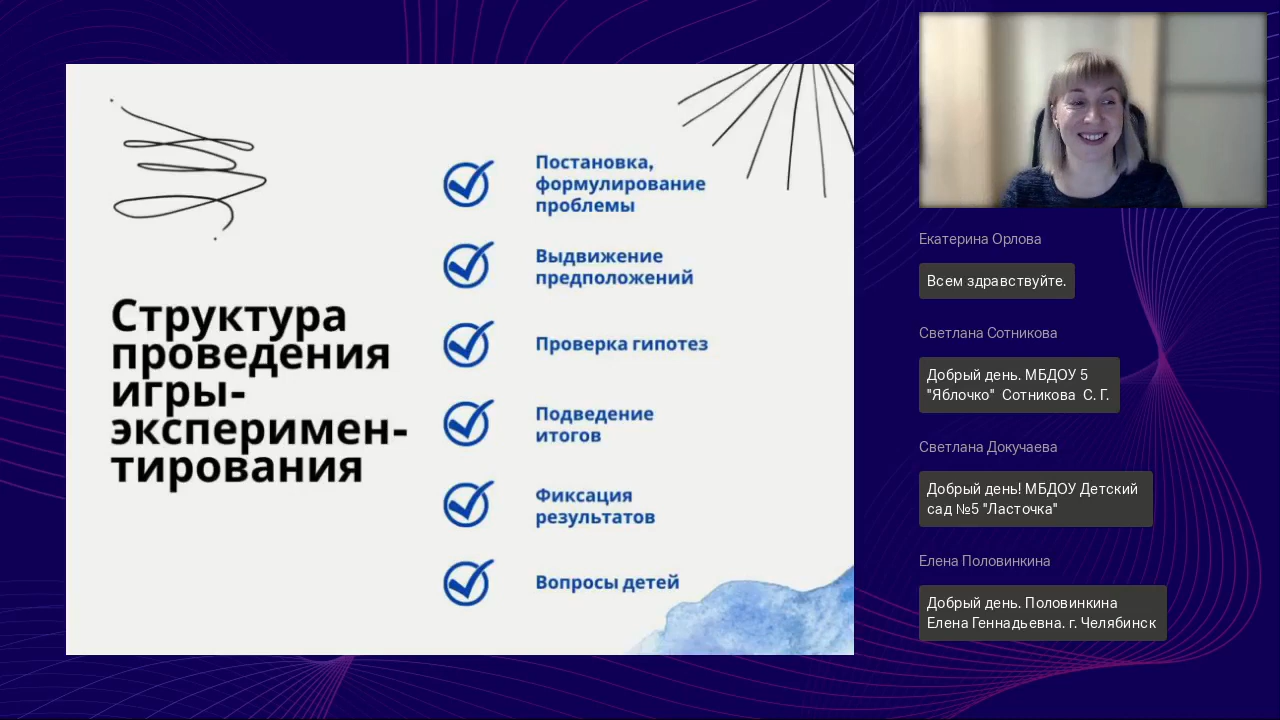 Структура
проведения
игры-
эксперимен-
тирования
Постановка,
формулирование
проблемы
Выдвижение
предположений
Проверка гипотез
Подведение
итогов
Фиксация
результатов
Вопросы детей
Екатерина Орлова
Всем здравствуйте.
Светлана Сотникова
Добрый день. МБДОУ 5
"Яблочко" Сотникова С. Г.
Светлана Докучаева
Добрый день! МБДОУ Детский
сад №5 "Ласточка"
Елена Половинкина
Добрый день. Половинкина
Елена Геннадьевна. г. Челябинск